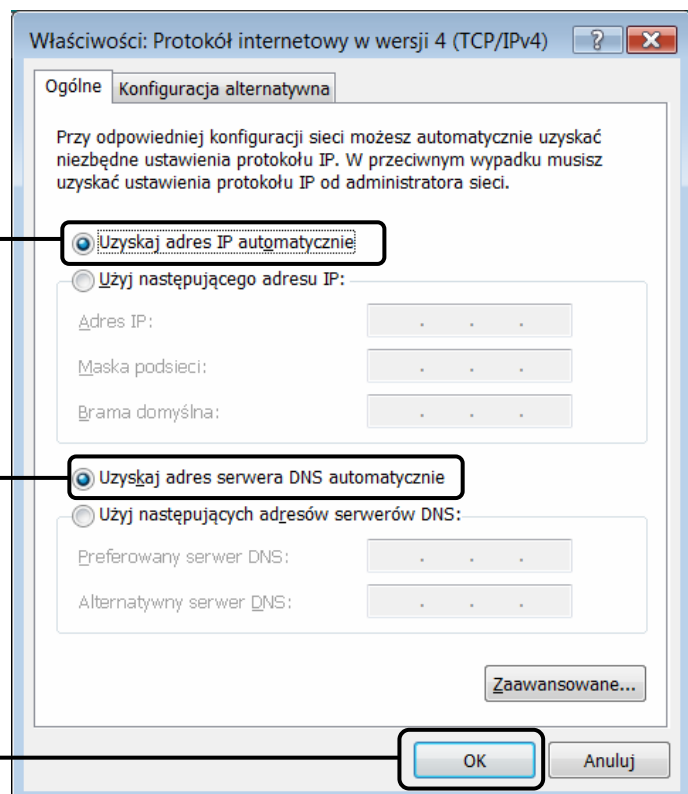 Właściwości: Protokół internetowy w wersji 4 (TCP/IPv4)
Ogólne
Konfiguracja alternatywna
Przy odpowiedniej konfiguracji sieci możesz automatycznie uzyskać
niezbędne ustawienia protokołu IP. W przeciwnym wypadku musisz
uzyskać ustawienia protokołu IP od administratora sieci.
Uzyskaj adres IP automatycznie
Użyj następującego adresu IP:
Adres IP:
Maska podsieci:
Brama domyślna:
Uzyskaj adres serwera DNS automatycznie
Użyj następujących adresów serwerów DNS:
Preferowany serwer DNS:
Alternatywny serwer DNS:
Zaawansowane...
OK
Anuluj